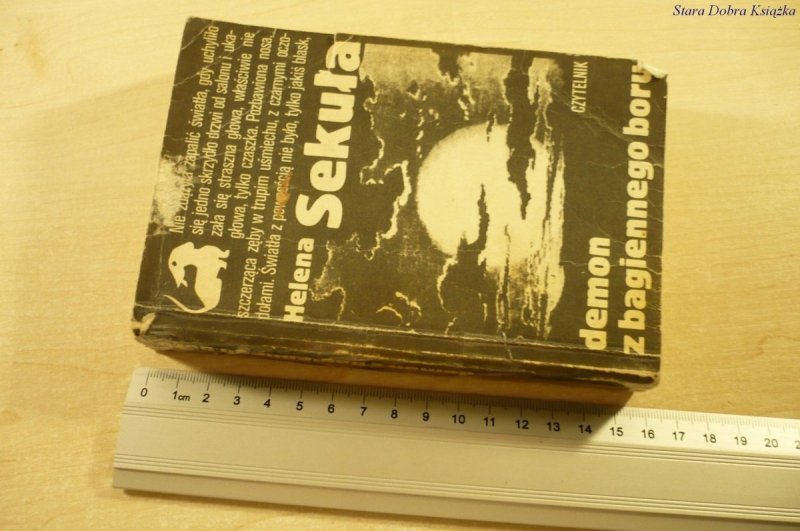 Stara Dobra Książka
Nie zdążyła zapalić światła, gdy uchyliło
się jedno skrzydło drzwi od salonu i uka-
zała się straszna głowa, właściwie nie
głowa, tylko czaszka. Pozbawiona nosa,
szczerząca zęby w trupim uśmiechu, z czarnymi oczo-
dołami. Światła z pewnością nie było, tylko jakiś blask,
Helena
Sekuła
CZYTELNIK
demon
z bagiennego boru
0 1cm 2 3 4 5 6 7 8 9 10 11 12 13 14 15 16 17 18 19 20